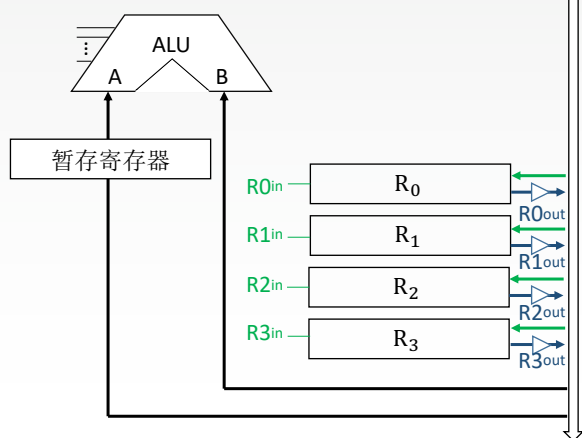 ALU
A B
⋮
暂存寄存器
R0in R₀ R0out
R1in R₁ R1out
R2in R₂ R2out
R3in R₃ R3out